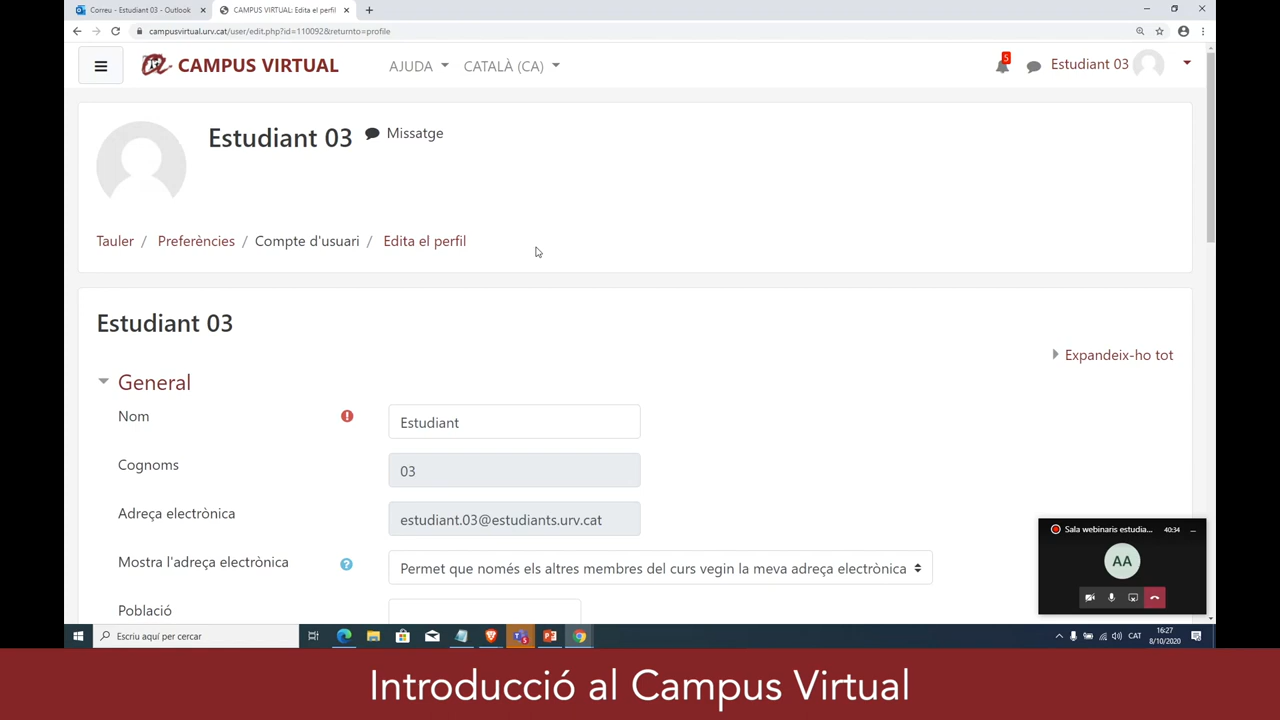 Correu - Estudiant 03 - Outlook
CAMPUS VIRTUAL: Edita el perfil
campusvirtual.urv.cat/user/edit.php?id=110092&returnto=profile
CAMPUS VIRTUAL
AJUDA
CATALÀ (CA)
5
Estudiant 03
Estudiant 03
Missatge
Tauler / Preferències / Compte d'usuari / Edita el perfil
Estudiant 03
Expandeix-ho tot
General
Nom
Estudiant
Cognoms
03
Adreça electrònica
estudiant.03@estudiants.urv.cat
Mostra l'adreça electrònica
Permet que només els altres membres del curs vegin la meva adreça electrònica
Població
Sala webinaris estudia...
40:34
AA
Escriu aquí per cercar
CAT
16:27
8/10/2020
Introducció al Campus Virtual